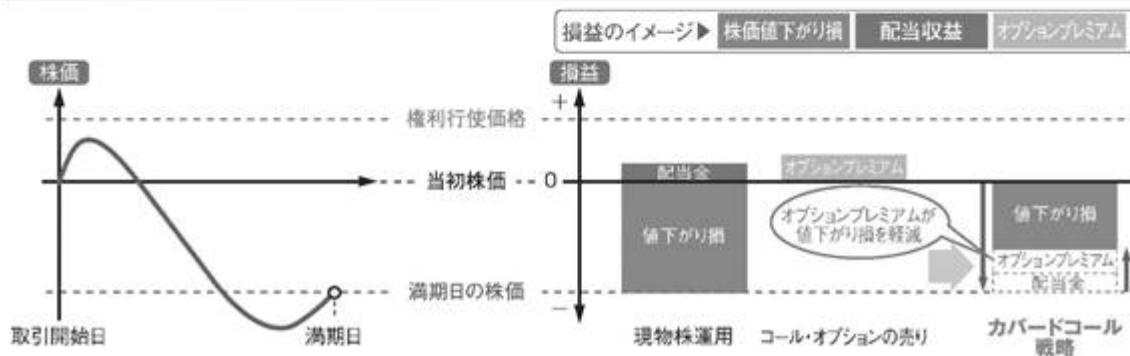 損益のイメージ▶ 株価値下がり損 配当収益 オプションプレミアム
株価
損益
+
権利行使価格
当初株価
0
配当金
オプションプレミアム
値下がり損
オプションプレミアムが
値下がり損を軽減
値下がり損
オプションプレミアム
配当金
満期日の株価
−
取引開始日
満期日
現物株運用
コール・オプションの売り
カバードコール
戦略